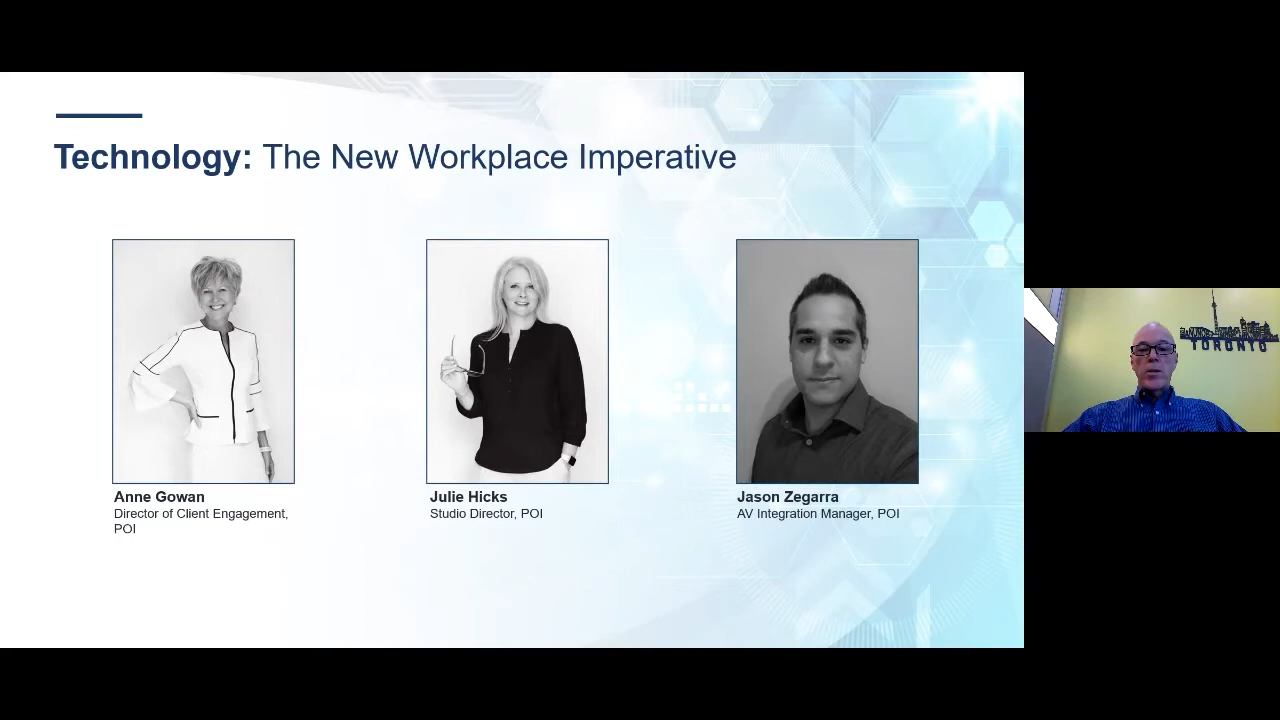 Technology: The New Workplace Imperative
Anne Gowan
Director of Client Engagement,
POI
Julie Hicks
Studio Director, POI
Jason Zegarra
AV Integration Manager, POI
TORONTO